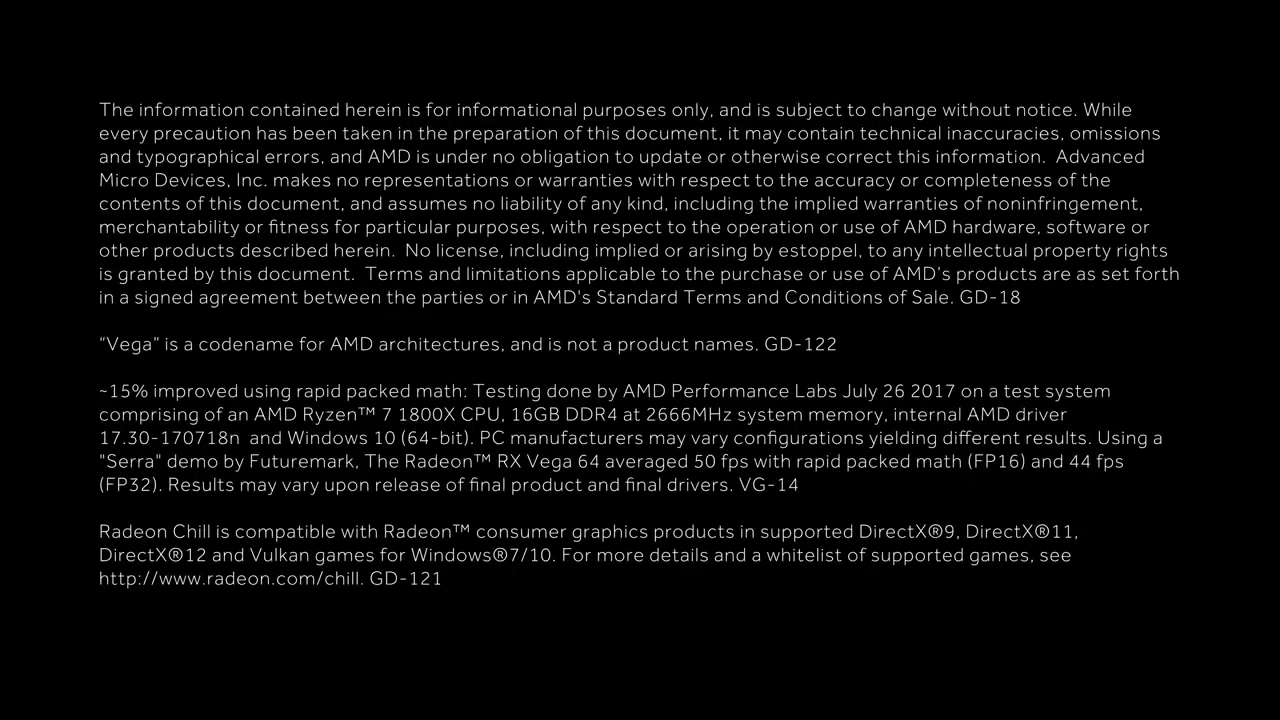 The information contained herein is for informational purposes only, and is subject to change without notice. While
every precaution has been taken in the preparation of this document, it may contain technical inaccuracies, omissions
and typographical errors, and AMD is under no obligation to update or otherwise correct this information.  Advanced
Micro Devices, Inc. makes no representations or warranties with respect to the accuracy or completeness of the
contents of this document, and assumes no liability of any kind, including the implied warranties of noninfringement,
merchantability or fitness for particular purposes, with respect to the operation or use of AMD hardware, software or
other products described herein.  No license, including implied or arising by estoppel, to any intellectual property rights
is granted by this document.  Terms and limitations applicable to the purchase or use of AMD’s products are as set forth
in a signed agreement between the parties or in AMD's Standard Terms and Conditions of Sale. GD-18
“Vega” is a codename for AMD architectures, and is not a product names. GD-122
~15% improved using rapid packed math: Testing done by AMD Performance Labs July 26 2017 on a test system
comprising of an AMD Ryzen™ 7 1800X CPU, 16GB DDR4 at 2666MHz system memory, internal AMD driver
17.30-170718n  and Windows 10 (64-bit). PC manufacturers may vary configurations yielding different results. Using a
"Serra" demo by Futuremark, The Radeon™ RX Vega 64 averaged 50 fps with rapid packed math (FP16) and 44 fps
(FP32). Results may vary upon release of final product and final drivers. VG-14
Radeon Chill is compatible with Radeon™ consumer graphics products in supported DirectX®9, DirectX®11,
DirectX®12 and Vulkan games for Windows®7/10. For more details and a whitelist of supported games, see
http://www.radeon.com/chill. GD-121